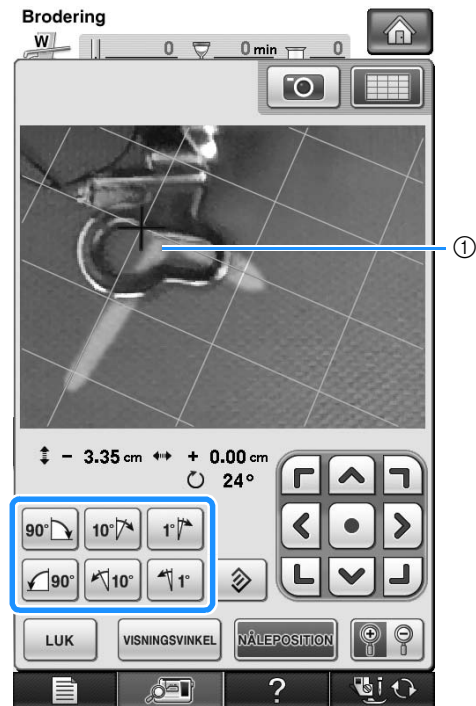 Brodering
W 0 0 min 0
①
- 3.35 cm + 0.00 cm
24°
90° 10° 1°
90° 10° 1°
LUK VISNINGSVINKEL NÅLEPOSITION
?